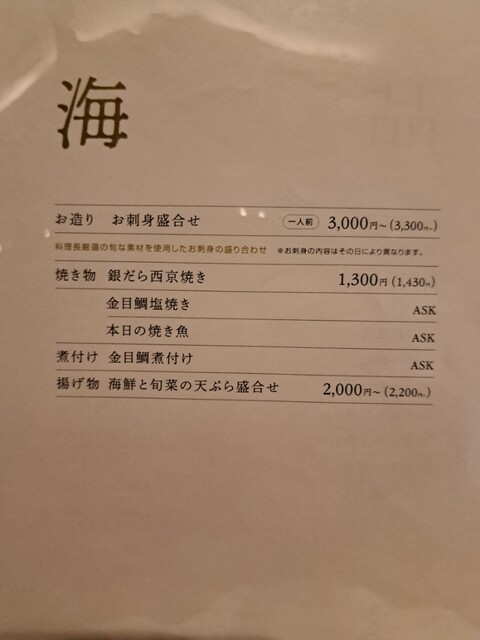 海
お造り お刺身盛合せ 一人前 3,000円〜(3,300円〜)
料理長厳選の旬な素材を使用したお刺身の盛り合わせ ※お刺身の内容はその日により異なります。
焼き物 銀だら西京焼き 1,300円(1,430円)
金目鯛塩焼き ASK
本日の焼き魚 ASK
煮付け 金目鯛煮付け ASK
揚げ物 海鮮と旬菜の天ぷら盛合せ 2,000円〜(2,200円〜)